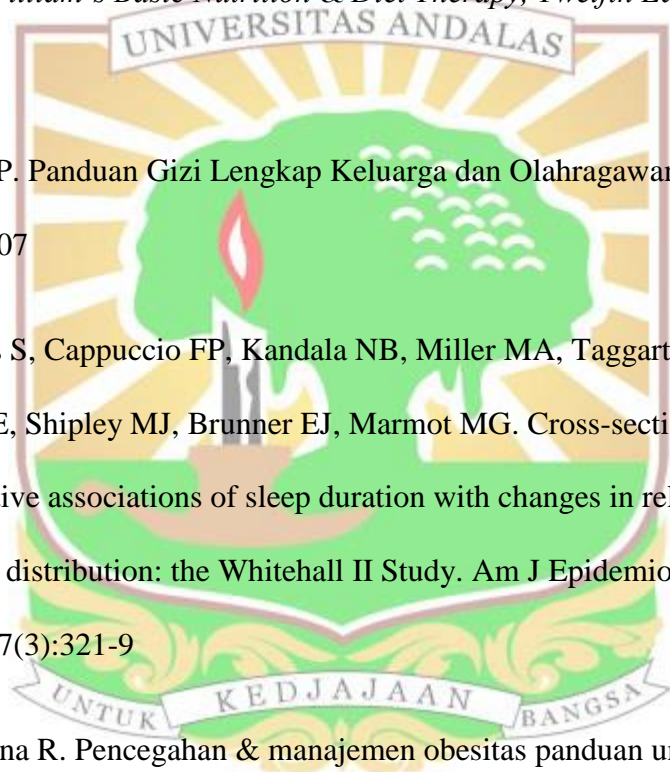 UNIVERSITAS ANDALAS
P. Panduan Gizi Lengkap Keluarga dan Olahragawan
07
S, Cappuccio FP, Kandala NB, Miller MA, Taggart
E, Shipley MJ, Brunner EJ, Marmot MG. Cross-secti
tive associations of sleep duration with changes in rel
distribution: the Whitehall II Study. Am J Epidemio
7(3):321-9
UNTUK KEDJAJAAN BANGSA
na R. Pencegahan & manajemen obesitas panduan un